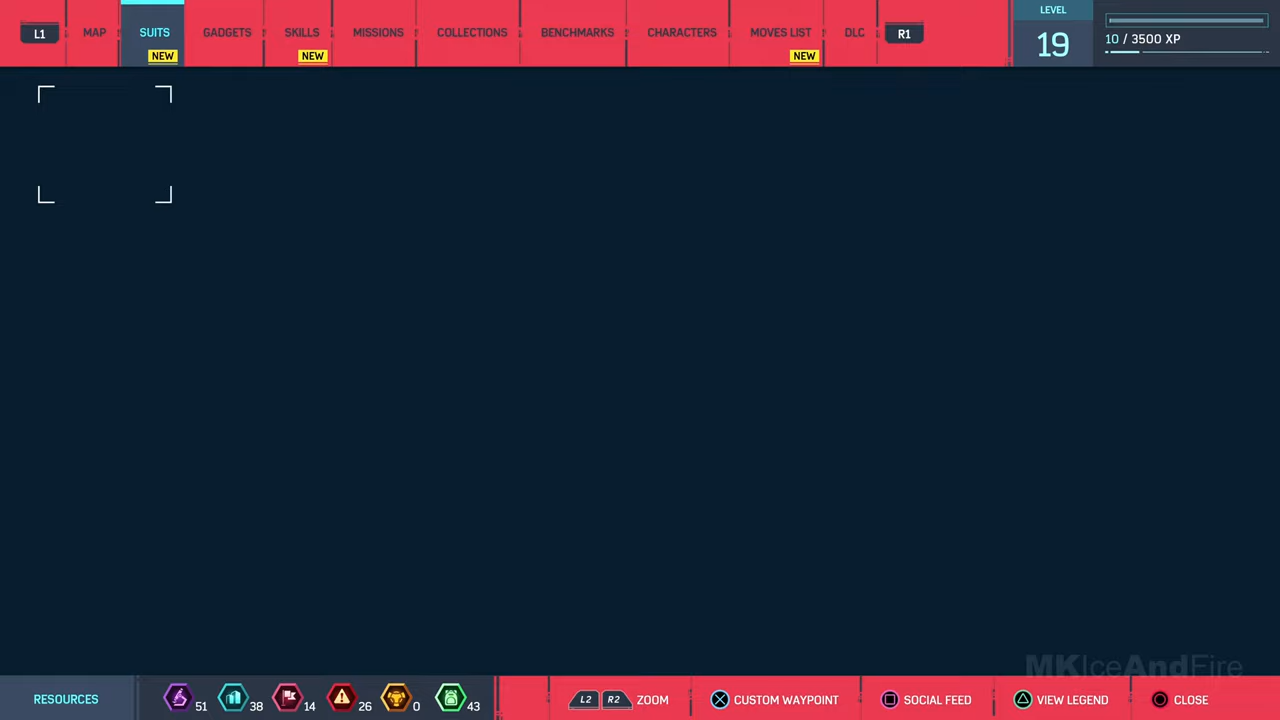 L1 MAP SUITS GADGETS SKILLS MISSIONS COLLECTIONS BENCHMARKS CHARACTERS MOVES LIST DLC R1
NEW NEW NEW
LEVEL
19
10 / 3500 XP
MKIceAndFire
RESOURCES 51 38 14 26 0 43 L2 R2 ZOOM CUSTOM WAYPOINT SOCIAL FEED VIEW LEGEND CLOSE